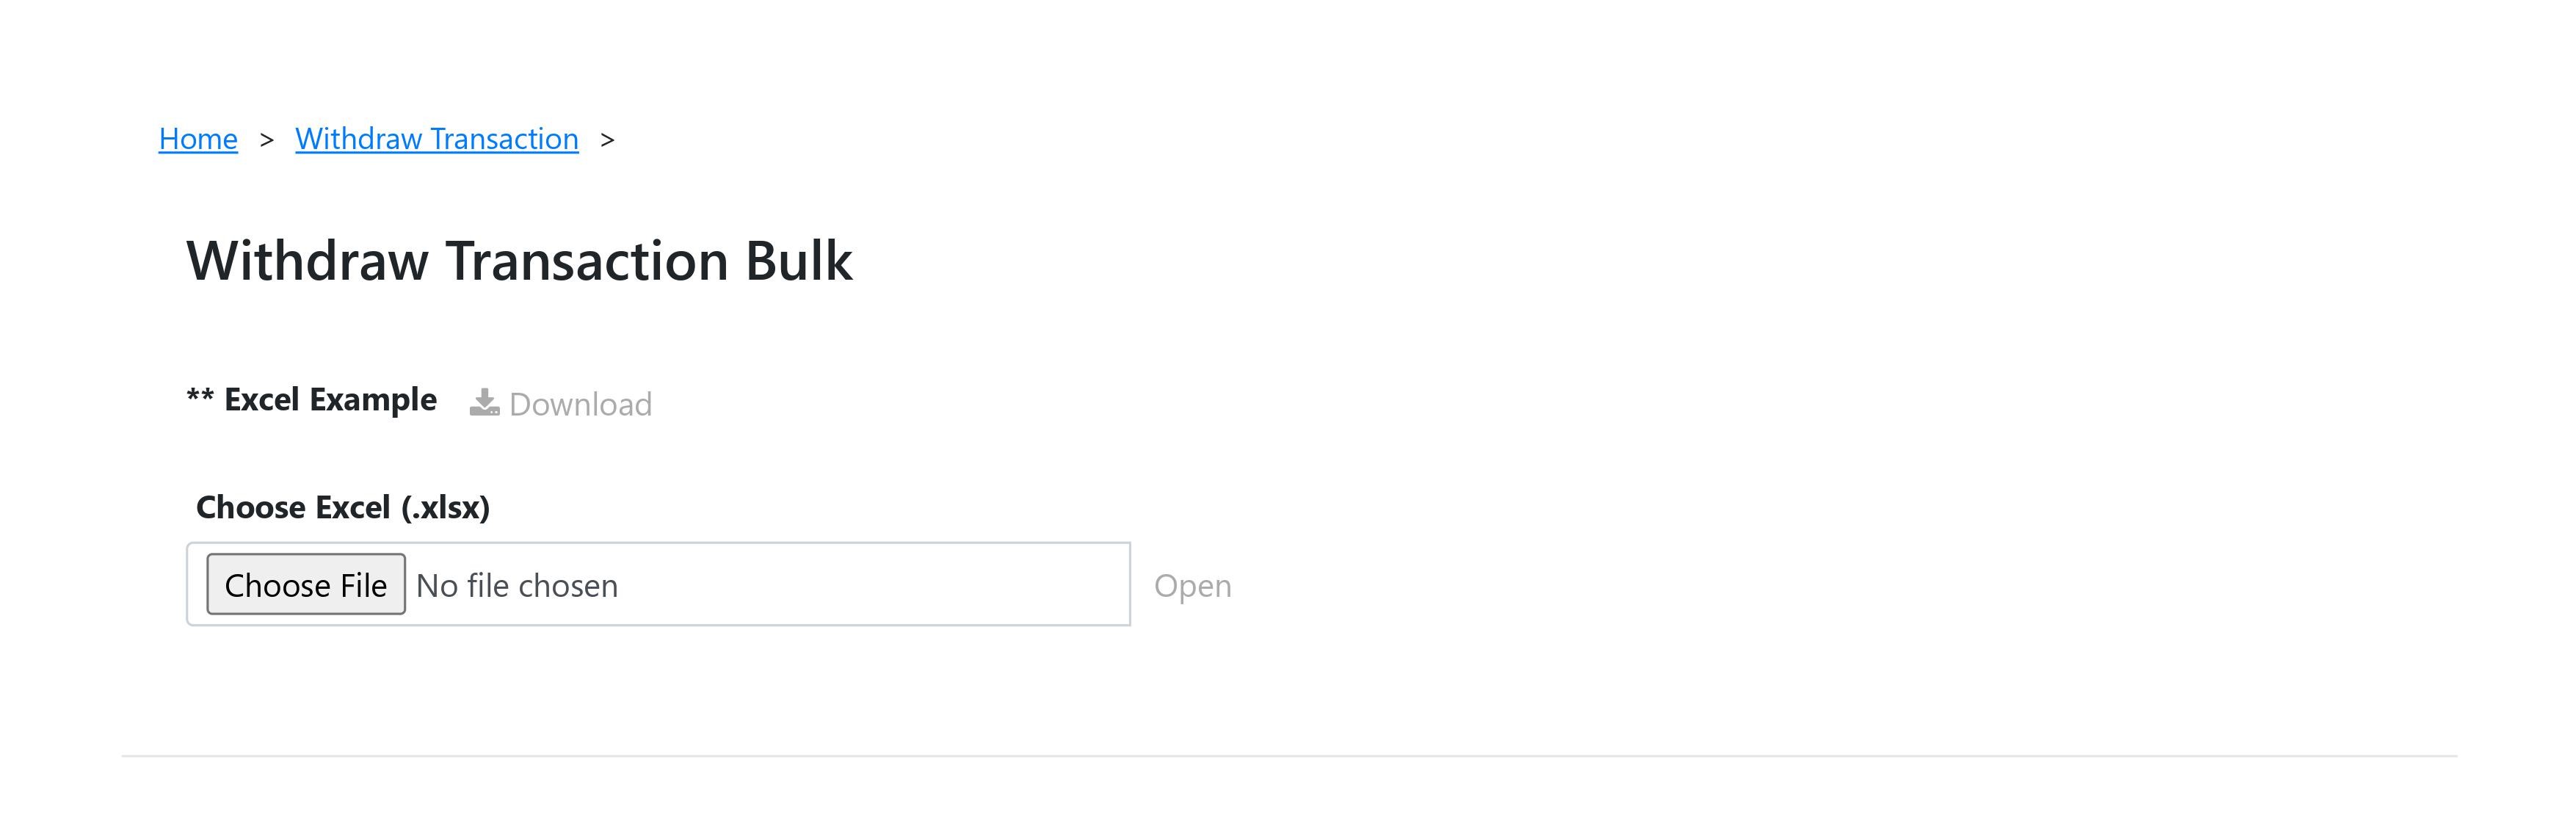 Home > Withdraw Transaction >
Withdraw Transaction Bulk
** Excel Example Download
Choose Excel (.xlsx)
Choose File No file chosen Open